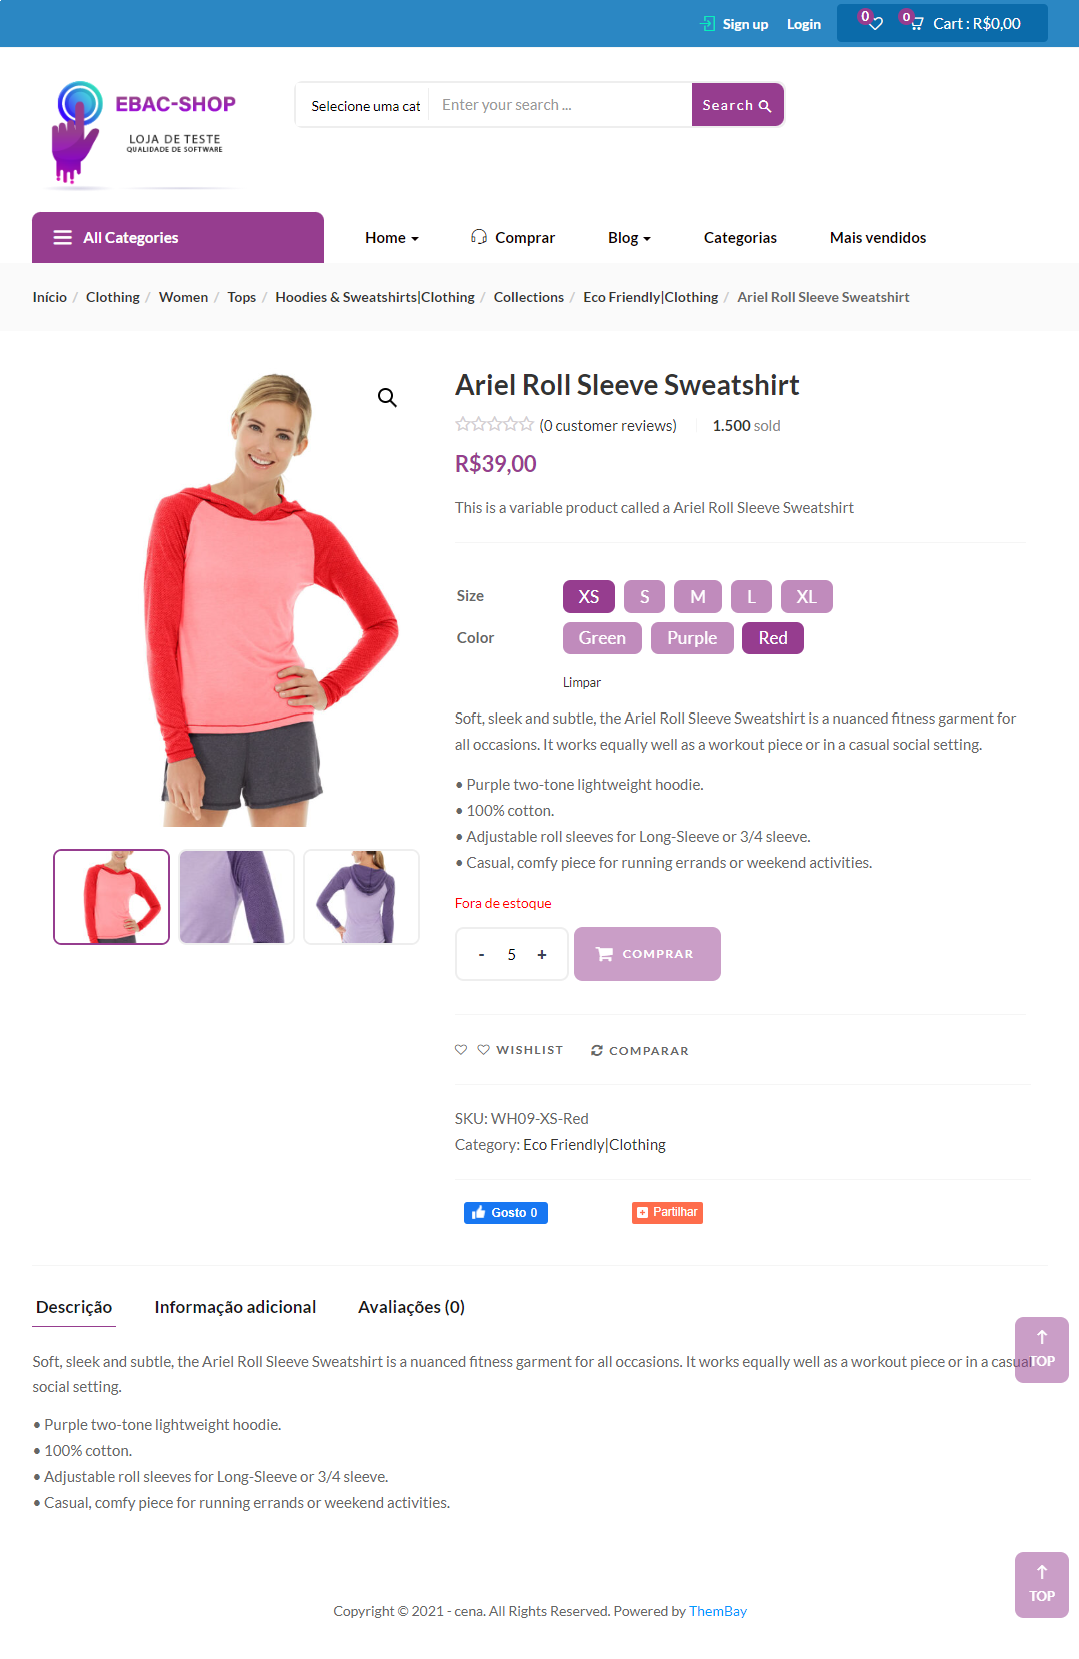 Sign up Login 0 0 Cart : R$0,00
EBAC-SHOP
LOJA DE TESTE
QUALIDADE DE SOFTWARE
Selecione uma cat Enter your search ... Search
All Categories Home Comprar Blog Categorias Mais vendidos
Início / Clothing / Women / Tops / Hoodies & Sweatshirts|Clothing / Collections / Eco Friendly|Clothing / Ariel Roll Sleeve Sweatshirt
Ariel Roll Sleeve Sweatshirt
(0 customer reviews) 1.500 sold
R$39,00
This is a variable product called a Ariel Roll Sleeve Sweatshirt
Size XS S M L XL
Color Green Purple Red
Limpar
Soft, sleek and subtle, the Ariel Roll Sleeve Sweatshirt is a nuanced fitness garment for
all occasions. It works equally well as a workout piece or in a casual social setting.
• Purple two-tone lightweight hoodie.
• 100% cotton.
• Adjustable roll sleeves for Long-Sleeve or 3/4 sleeve.
• Casual, comfy piece for running errands or weekend activities.
Fora de estoque
- 5 + COMPRAR
WISHLIST COMPARAR
SKU: WH09-XS-Red
Category: Eco Friendly|Clothing
Gosto 0 Partilhar
Descrição Informação adicional Avaliações (0)
Soft, sleek and subtle, the Ariel Roll Sleeve Sweatshirt is a nuanced fitness garment for all occasions. It works equally well as a workout piece or in a casual
social setting.
TOP
• Purple two-tone lightweight hoodie.
• 100% cotton.
• Adjustable roll sleeves for Long-Sleeve or 3/4 sleeve.
• Casual, comfy piece for running errands or weekend activities.
TOP
Copyright © 2021 - cena. All Rights Reserved. Powered by ThemBay